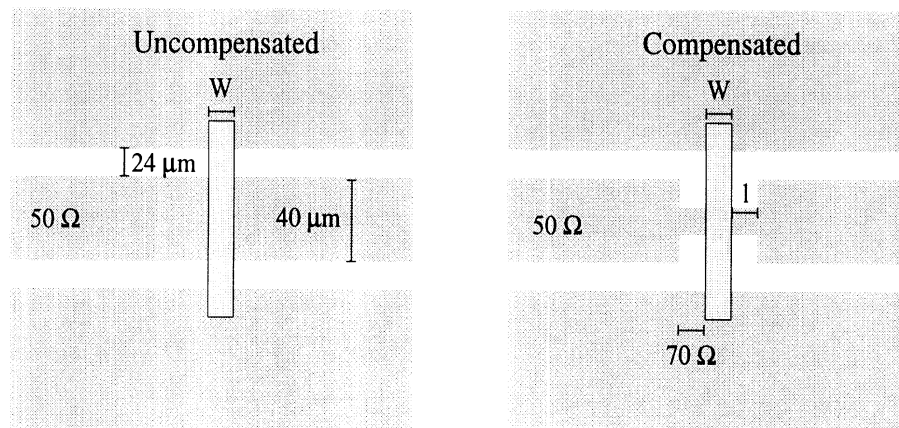 Uncompensated
W
24 μm
50 Ω
40 μm
Compensated
W
l
50 Ω
70 Ω